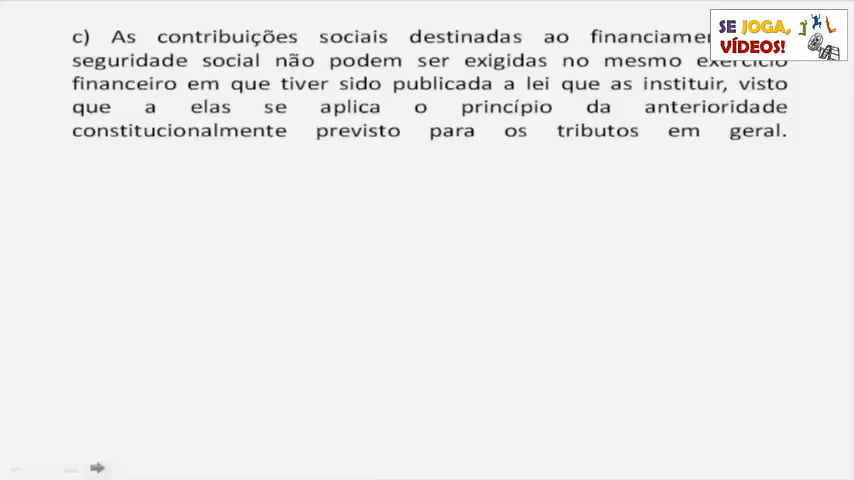 c) As contribuições sociais destinadas ao
seguridade social não podem ser exigidas no mesmo exercício
financeiro em que tiver sido publicada a lei que as instituir, visto
que a elas se aplica o princípio da anterioridade
constitucionalmente previsto para os tributos em geral.
SE JOGA,
VÍDEOS!